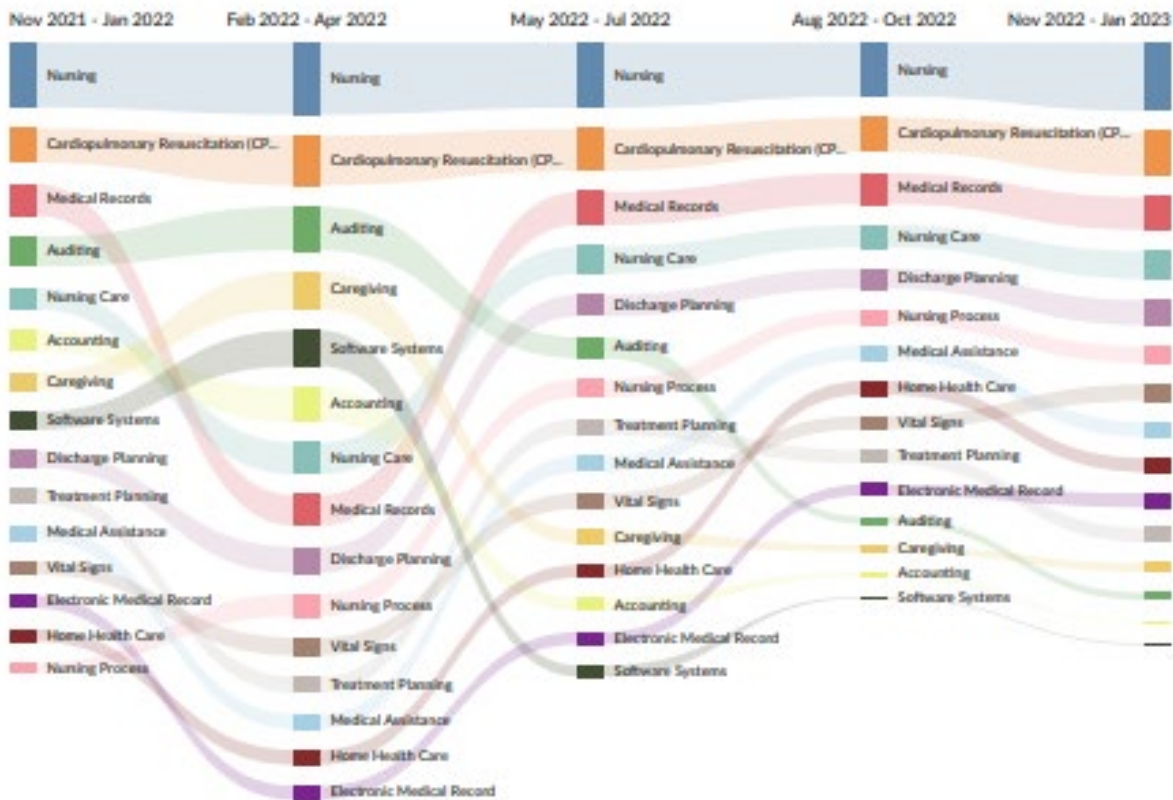 Nov 2021 - Jan 2022
Feb 2022 - Apr 2022
May 2022 - Jul 2022
Aug 2022 - Oct 2022
Nov 2022 - Jan 2023
Nursing
Cardiopulmonary Resuscitation (CP...
Medical Records
Auditing
Nursing Care
Accounting
Caregiving
Software Systems
Discharge Planning
Treatment Planning
Medical Assistance
Vital Signs
Electronic Medical Record
Home Health Care
Nursing Process
Nursing
Cardiopulmonary Resuscitation (CP...
Auditing
Caregiving
Software Systems
Accounting
Nursing Care
Medical Records
Discharge Planning
Nursing Process
Vital Signs
Treatment Planning
Medical Assistance
Home Health Care
Electronic Medical Record
Nursing
Cardiopulmonary Resuscitation (CP...
Medical Records
Nursing Care
Discharge Planning
Auditing
Nursing Process
Treatment Planning
Medical Assistance
Vital Signs
Caregiving
Home Health Care
Accounting
Electronic Medical Record
Software Systems
Nursing
Cardiopulmonary Resuscitation (CP...
Medical Records
Nursing Care
Discharge Planning
Nursing Process
Medical Assistance
Home Health Care
Vital Signs
Treatment Planning
Electronic Medical Record
Auditing
Caregiving
Accounting
Software Systems